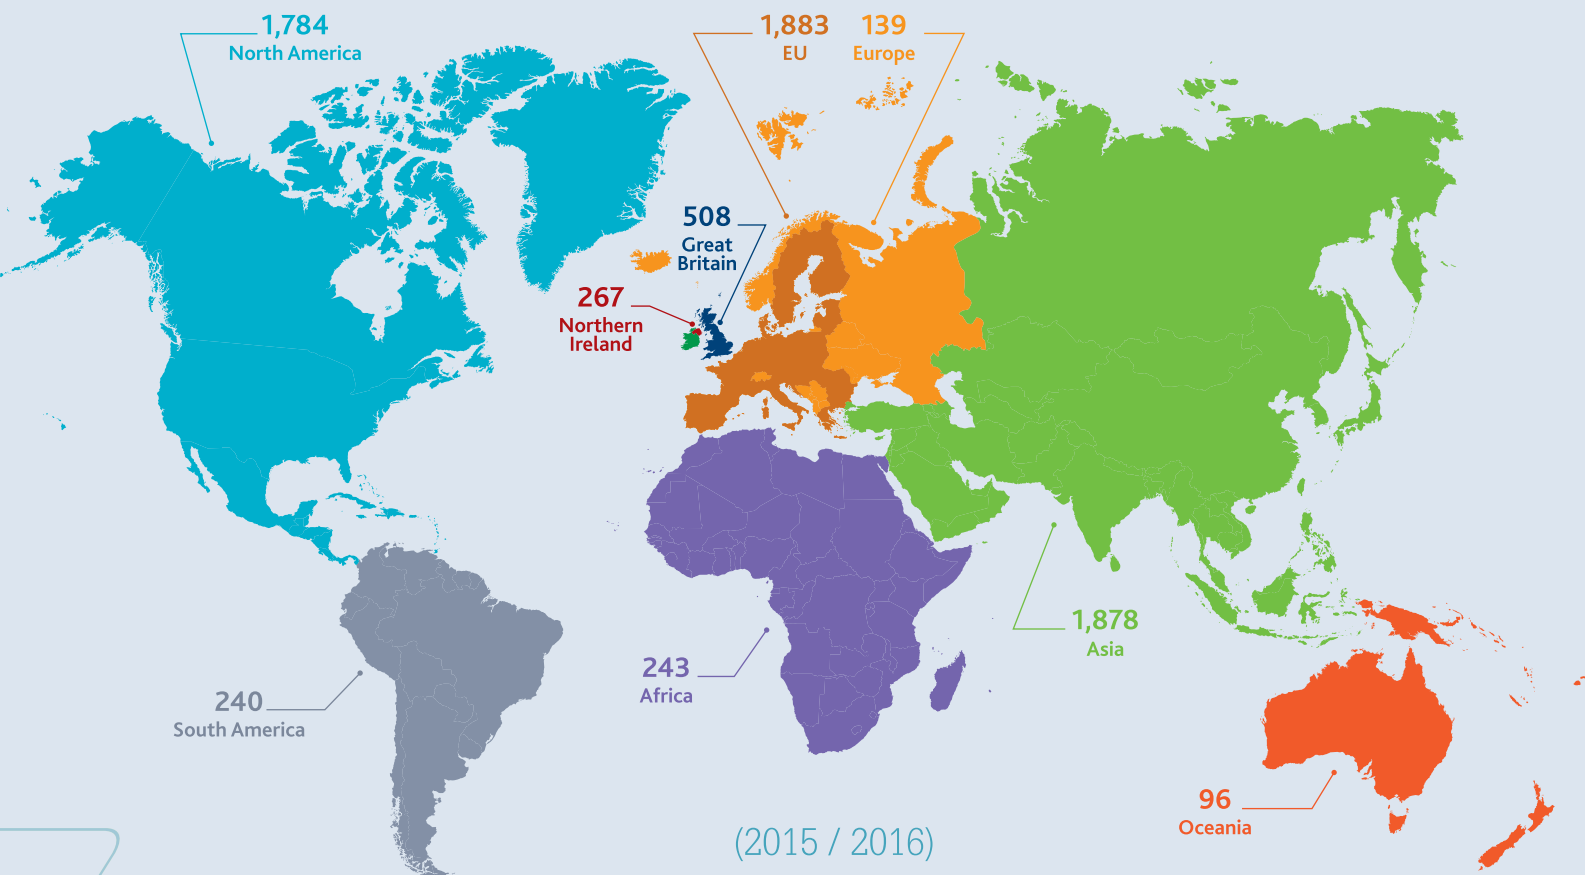 1,784
North America
1,883
EU
139
Europe
508
Great
Britain
267
Northern
Ireland
1,878
Asia
243
Africa
240
South America
96
Oceania
(2015 / 2016)